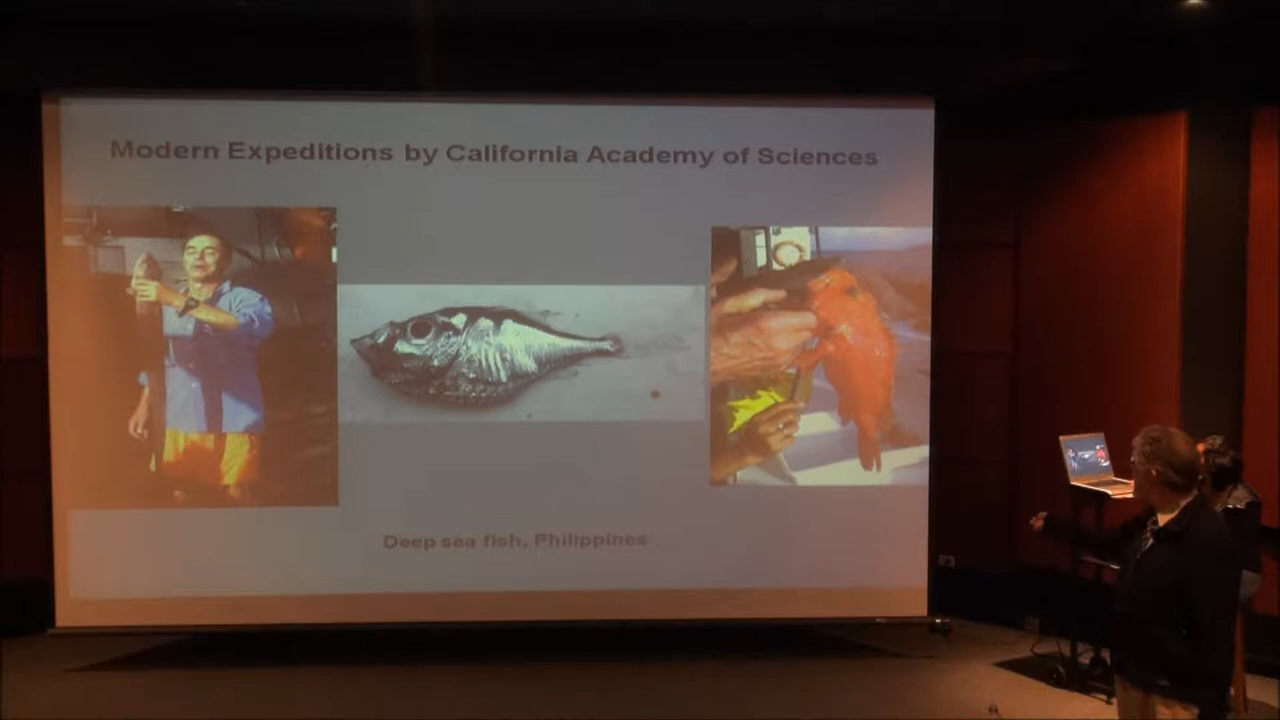 Modern Expeditions by California Academy of Sciences
Deep sea fish, Philippines